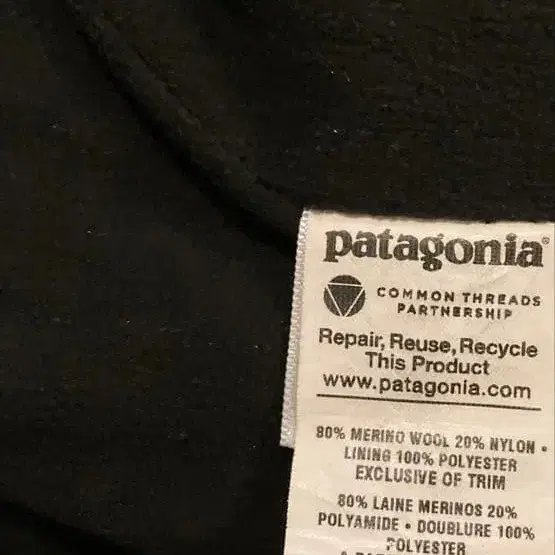 patagonia®
COMMON THREADS
PARTNERSHIP
Repair, Reuse, Recycle
This Product
www.patagonia.com
80% MERINO WOOL 20% NYLON •
LINING 100% POLYESTER
EXCLUSIVE OF TRIM
80% LAINE MERINOS 20%
POLYAMIDE • DOUBLURE 100%
POLYESTER